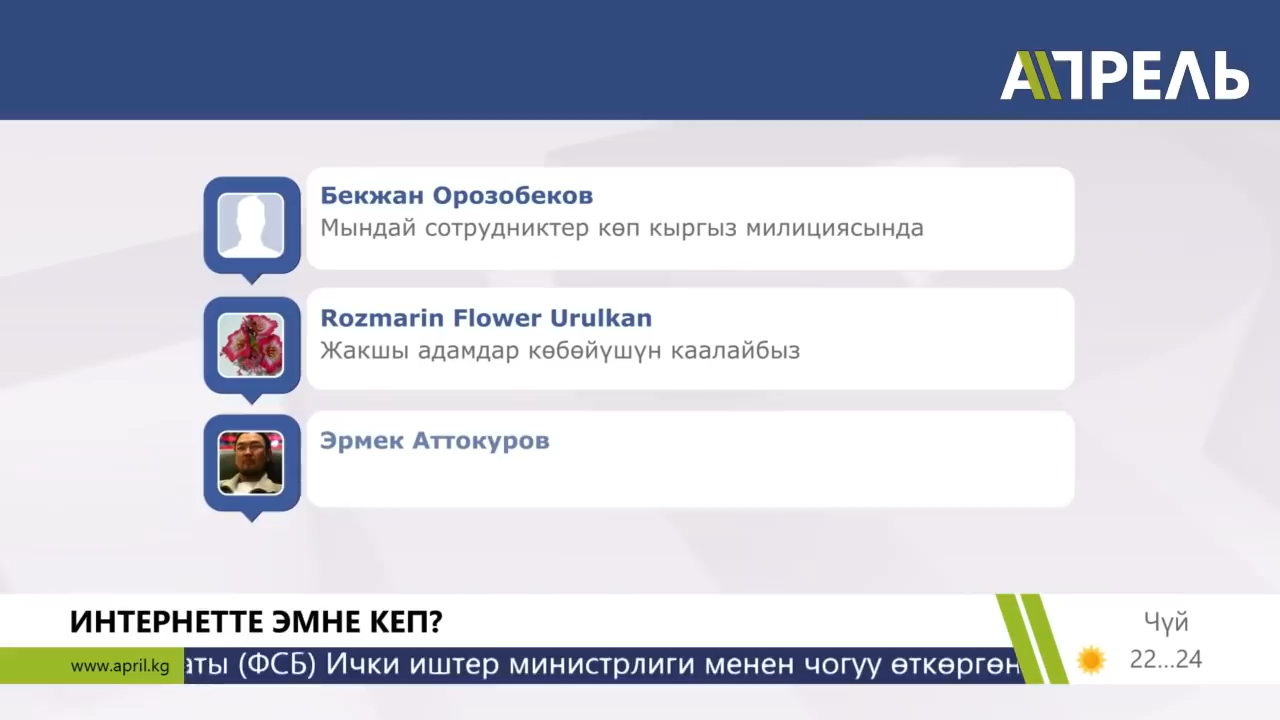 АПРЕЛЬ
Бекжан Орозобеков
Мындай сотрудниктер көп кыргыз милициясында
Rozmarin Flower Urulkan
Жакшы адамдар көбөйүшүн каалайбыз
Эрмек Аттокуров
ИНТЕРНЕТТЕ ЭМНЕ КЕП?
Чүй
www.april.kg
аты (ФСБ) Ички иштер министрлиги менен чогуу өткөргөн
22...24